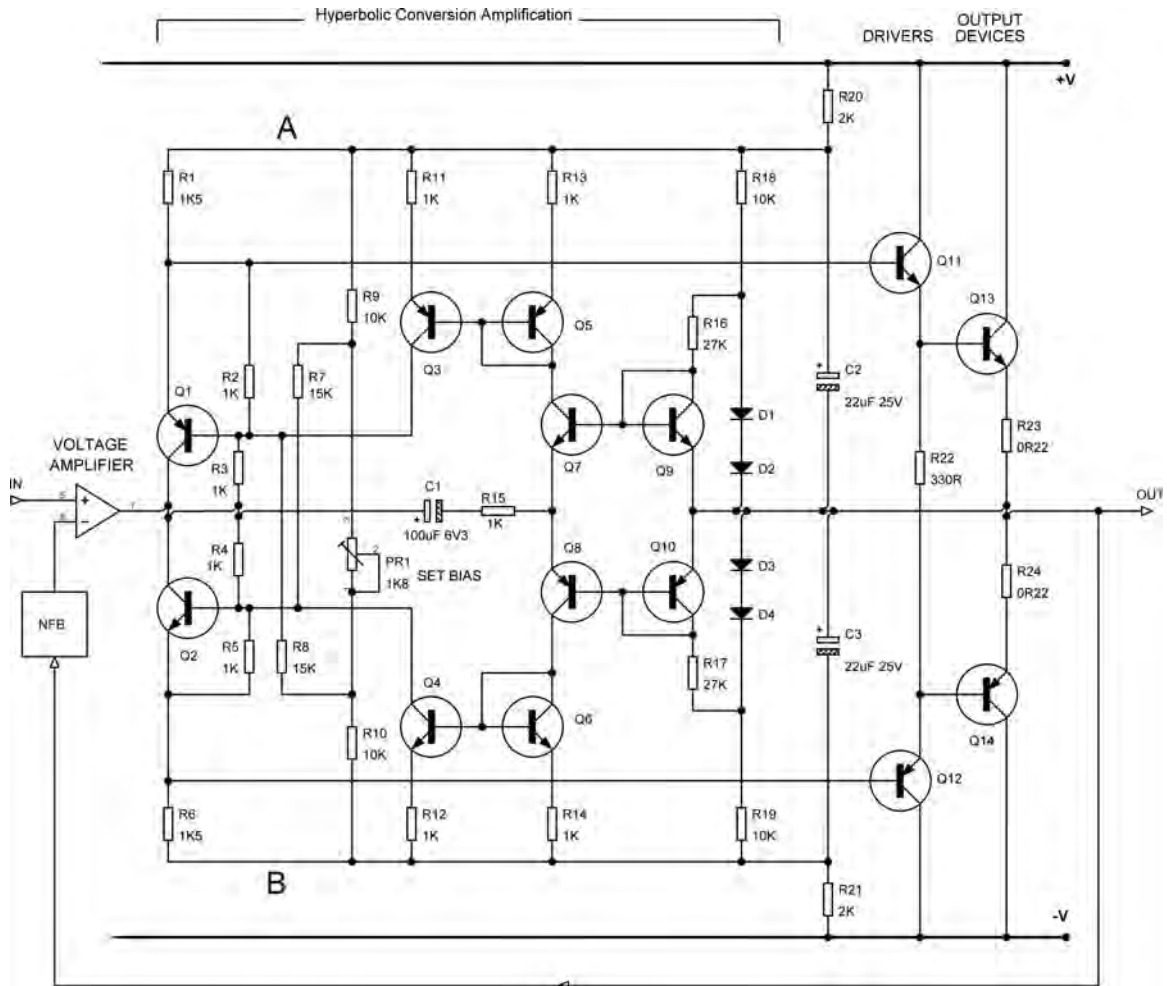 Hyperbolic Conversion Amplification
DRIVERS
OUTPUT
DEVICES
+V
R20
2K
A
R1
1K5
R11
1K
R13
1K
R18
10K
Q11
Q13
R9
10K
Q3
Q5
R16
27K
C2
+
22uF 25V
Q1
R2
1K
R7
15K
D1
R23
0R22
VOLTAGE
AMPLIFIER
R3
1K
Q7
Q9
D2
R22
330R
IN
5
+
6
−
7
C1
+
100uF 6V3
R15
1K
OUT
R4
1K
2
PR1
1K8
SET BIAS
Q8
Q10
D3
D4
R24
0R22
NFB
Q2
R5
1K
R8
15K
R17
27K
C3
+
22uF 25V
Q4
Q6
R10
10K
Q14
Q12
R6
1K5
R12
1K
R14
1K
R19
10K
B
R21
2K
-V